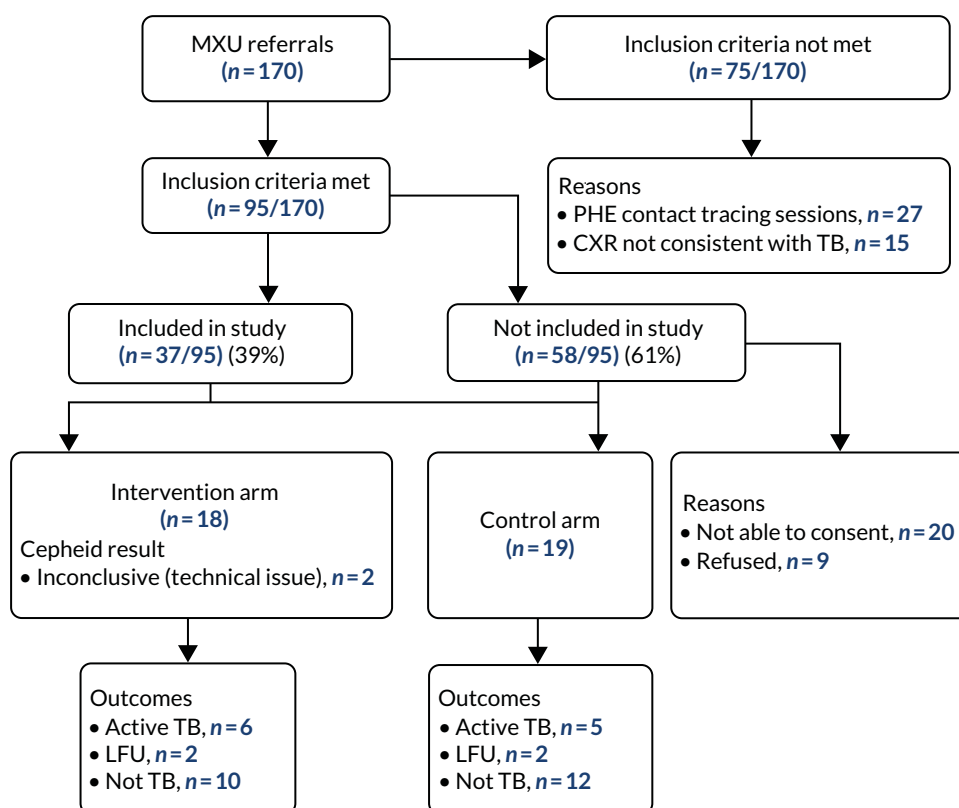 MXU referrals
(n=170)
Inclusion criteria not met
(n=75/170)
Inclusion criteria met
(n=95/170)
Reasons
• PHE contact tracing sessions, n=27
• CXR not consistent with TB, n=15
Included in study
(n=37/95) (39%)
Not included in study
(n=58/95) (61%)
Intervention arm
(n=18)
Cepheid result
• Inconclusive (technical issue), n=2
Control arm
(n=19)
Reasons
• Not able to consent, n=20
• Refused, n=9
Outcomes
• Active TB, n=6
• LFU, n=2
• Not TB, n=10
Outcomes
• Active TB, n=5
• LFU, n=2
• Not TB, n=12